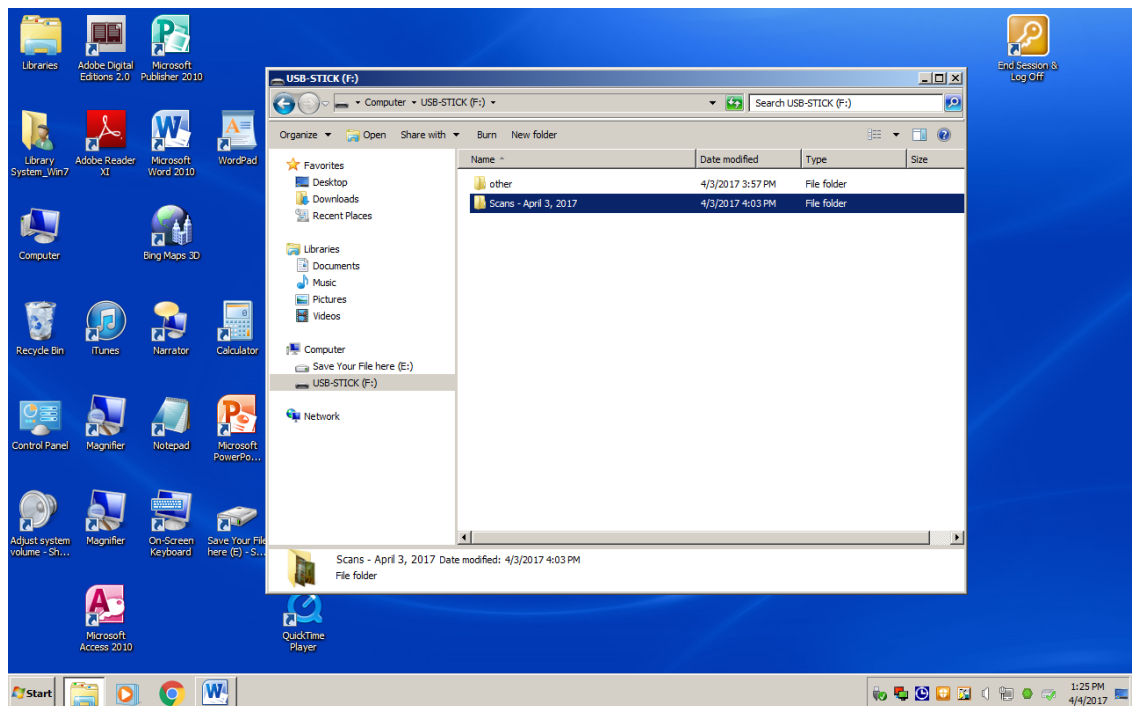 Libraries
Adobe Digital
Editions 2.0
Microsoft
Publisher 2010
End Session &
Log Off
Library
System_Win7
Adobe Reader
XI
Microsoft
Word 2010
WordPad
Computer
Bing Maps 3D
Recycle Bin
iTunes
Narrator
Calculator
Control Panel
Magnifier
Notepad
Microsoft
PowerPo...
Adjust system
volume - Sh...
Magnifier
On-Screen
Keyboard
Save Your File
here (E) - S...
Microsoft
Access 2010
QuickTime
Player
USB-STICK (F:)
Computer USB-STICK (F:)
Search USB-STICK (F:)
Organize Open Share with Burn New folder
Favorites
Desktop
Downloads
Recent Places
Libraries
Documents
Music
Pictures
Videos
Computer
Save Your File here (E:)
USB-STICK (F:)
Network
Name Date modified Type Size
other 4/3/2017 3:57 PM File folder
Scans - April 3, 2017 4/3/2017 4:03 PM File folder
Scans - April 3, 2017 Date modified: 4/3/2017 4:03 PM
File folder
Start
1:25 PM
4/4/2017